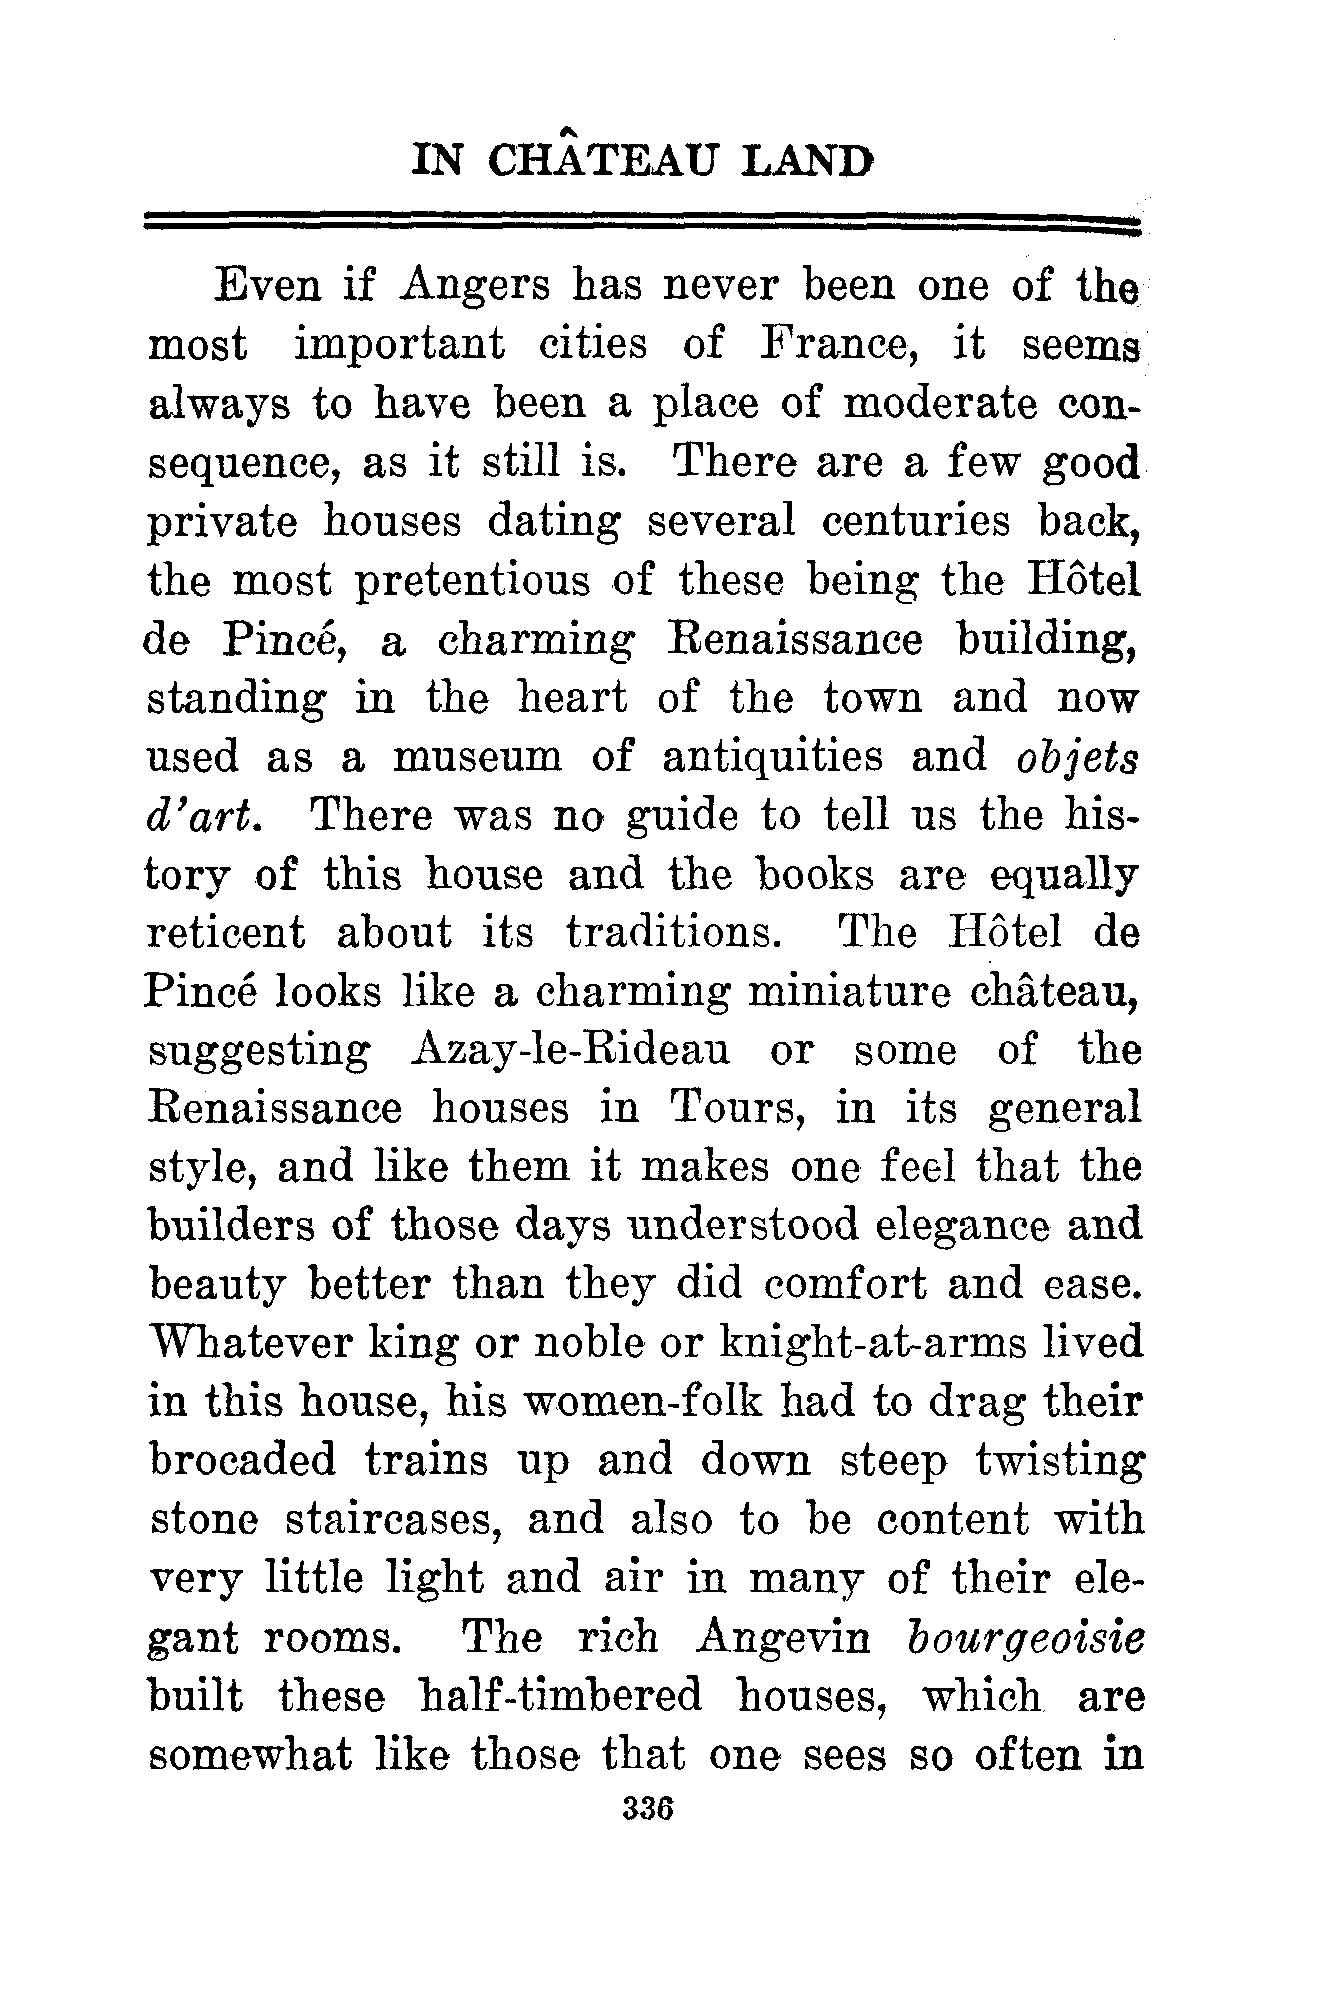 IN CHÂTEAU LAND
Even if Angers has never been one of the
most important cities of France, it seems
always to have been a place of moderate con-
sequence, as it still is. There are a few good
private houses dating several centuries back,
the most pretentious of these being the Hôtel
de Pincé, a charming Renaissance building,
standing in the heart of the town and now
used as a museum of antiquities and objets
d'art. There was no guide to tell us the his-
tory of this house and the books are equally
reticent about its traditions. The Hôtel de
Pincé looks like a charming miniature château,
suggesting Azay-le-Rideau or some of the
Renaissance houses in Tours, in its general
style, and like them it makes one feel that the
builders of those days understood elegance and
beauty better than they did comfort and ease.
Whatever king or noble or knight-at-arms lived
in this house, his women-folk had to drag their
brocaded trains up and down steep twisting
stone staircases, and also to be content with
very little light and air in many of their ele-
gant rooms. The rich Angevin bourgeoisie
built these half-timbered houses, which are
somewhat like those that one sees so often in
336